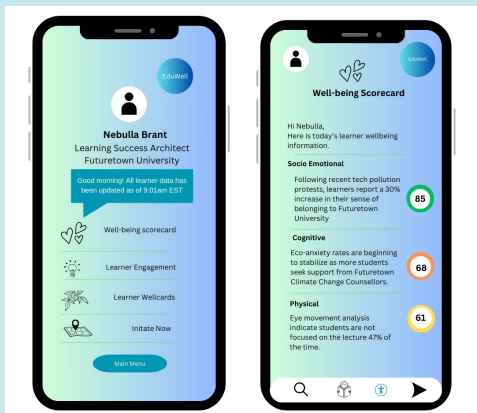 EduWell
Nebulla Brant
Learning Success Architect
Futuretown University
Good morning! All learner data has
been updated as of 9:01am EST
Well-being scorecard
Learner Engagement
Learner Wellcards
Initate Now
Main Menu
EduWell
Well-being Scorecard
Hi Nebulla,
Here is today's learner wellbeing
information.
Socio Emotional
Following recent tech pollution
protests, learners report a 30%
increase in their sense of
belonging to Futuretown
University
85
Cognitive
Eco-anxiety rates are beginning
to stabilize as more students
seek support from Futuretown
Climate Change Counsellors.
68
Physical
Eye movement analysis
indicate students are not
focused on the lecture 47% of
the time.
61